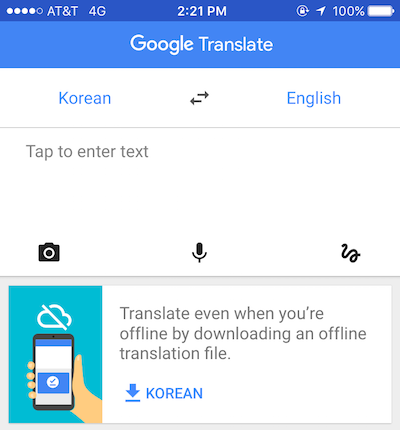 AT&T 4G 2:21 PM 100%
Google Translate
Korean English
Tap to enter text
Translate even when you’re
offline by downloading an offline
translation file.
KOREAN